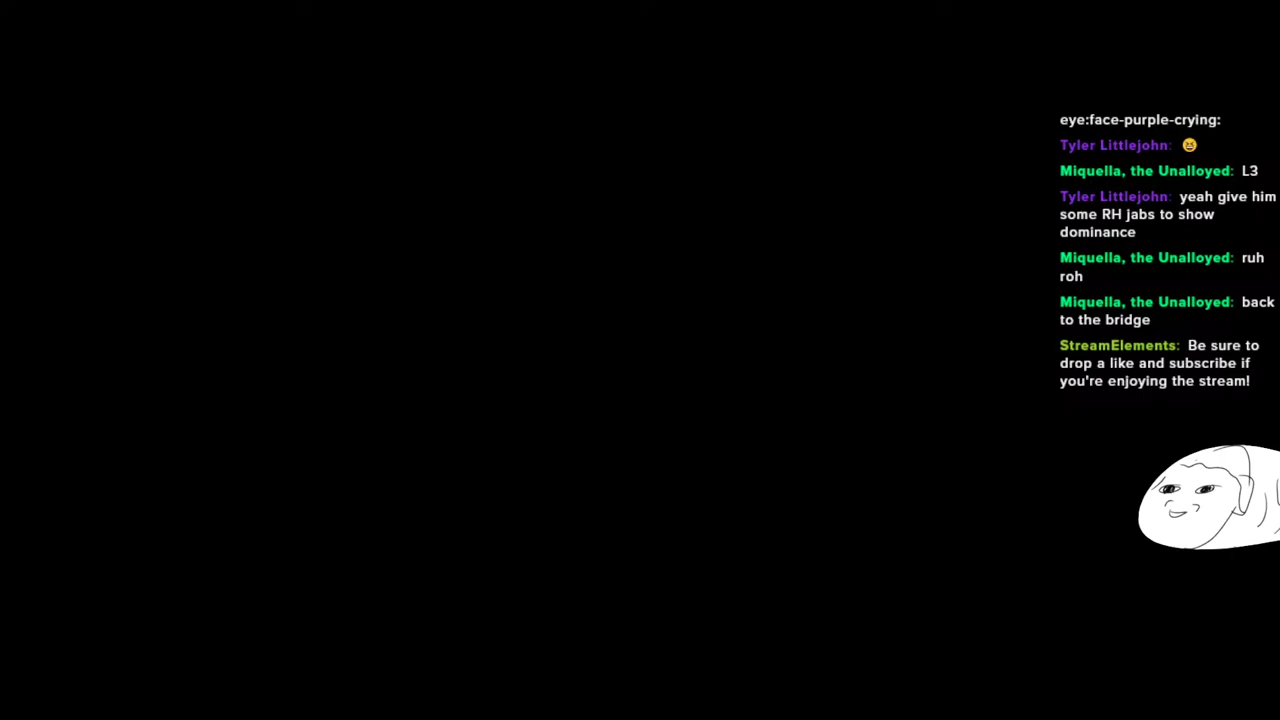 eye:face-purple-crying:
Tyler Littlejohn: 😆
Miquella, the Unalloyed: L3
Tyler Littlejohn: yeah give him
some RH jabs to show
dominance
Miquella, the Unalloyed: ruh
roh
Miquella, the Unalloyed: back
to the bridge
StreamElements: Be sure to
drop a like and subscribe if
you're enjoying the stream!